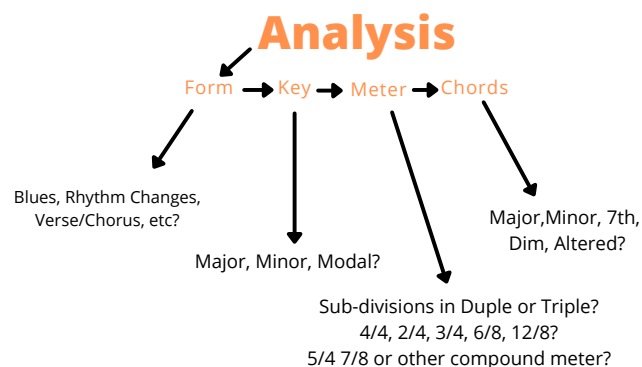 Analysis
Form Key Meter Chords
Blues, Rhythm Changes,
Verse/Chorus, etc?
Major, Minor, Modal?
Sub-divisions in Duple or Triple?
4/4, 2/4, 3/4, 6/8, 12/8?
5/4 7/8 or other compound meter?
Major,Minor, 7th,
Dim, Altered?